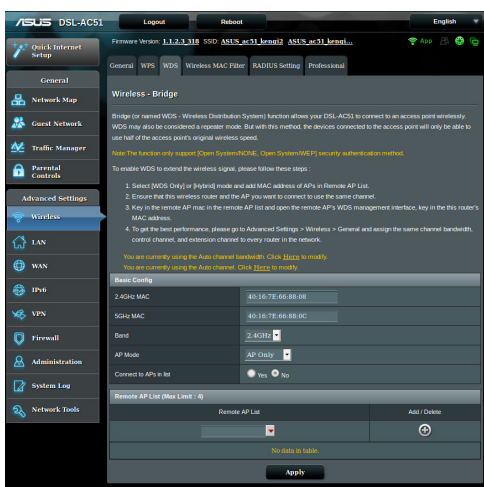 ASUS DSL-AC51
Logout
Reboot
English
Firmware Version: 1.1.2.3_318 SSID: ASUS_ac51_kengi2 ASUS_ac51_kengi...
App
Quick Internet
Setup
General
Network Map
Guest Network
Traffic Manager
Parental
Controls
Advanced Settings
Wireless
LAN
WAN
IPv6
VPN
Firewall
Administration
System Log
Network Tools
General WPS WDS Wireless MAC Filter RADIUS Setting Professional
Wireless - Bridge
Bridge (or named WDS - Wireless Distribution System) function allows your DSL-AC51 to connect to an access point wirelessly.
WDS may also be considered a repeater mode. But with this method, the devices connected to the access point will only be able to
use half of the access point's original wireless speed.
Note:The function only support [Open System/NONE, Open System/WEP] security authentication method.
To enable WDS to extend the wireless signal, please follow these steps :
1. Select [WDS Only] or [Hybrid] mode and add MAC address of APs in Remote AP List.
2. Ensure that this wireless router and the AP you want to connect to use the same channel.
3. Key in the remote AP mac in the remote AP list and open the remote AP's WDS management interface, key in the this router's
MAC address.
4. To get the best performance, please go to Advanced Settings > Wireless > General and assign the same channel bandwidth,
control channel, and extension channel to every router in the network.
You are currently using the Auto channel bandwidth. Click Here to modify.
You are currently using the Auto channel. Click Here to modify.
Basic Config
2.4GHz MAC 40:16:7E:66:88:08
5GHz MAC 40:16:7E:66:88:0C
Band 2.4GHz
AP Mode AP Only
Connect to APs in list Yes No
Remote AP List (Max Limit : 4)
Remote AP List Add / Delete
No data in table.
Apply